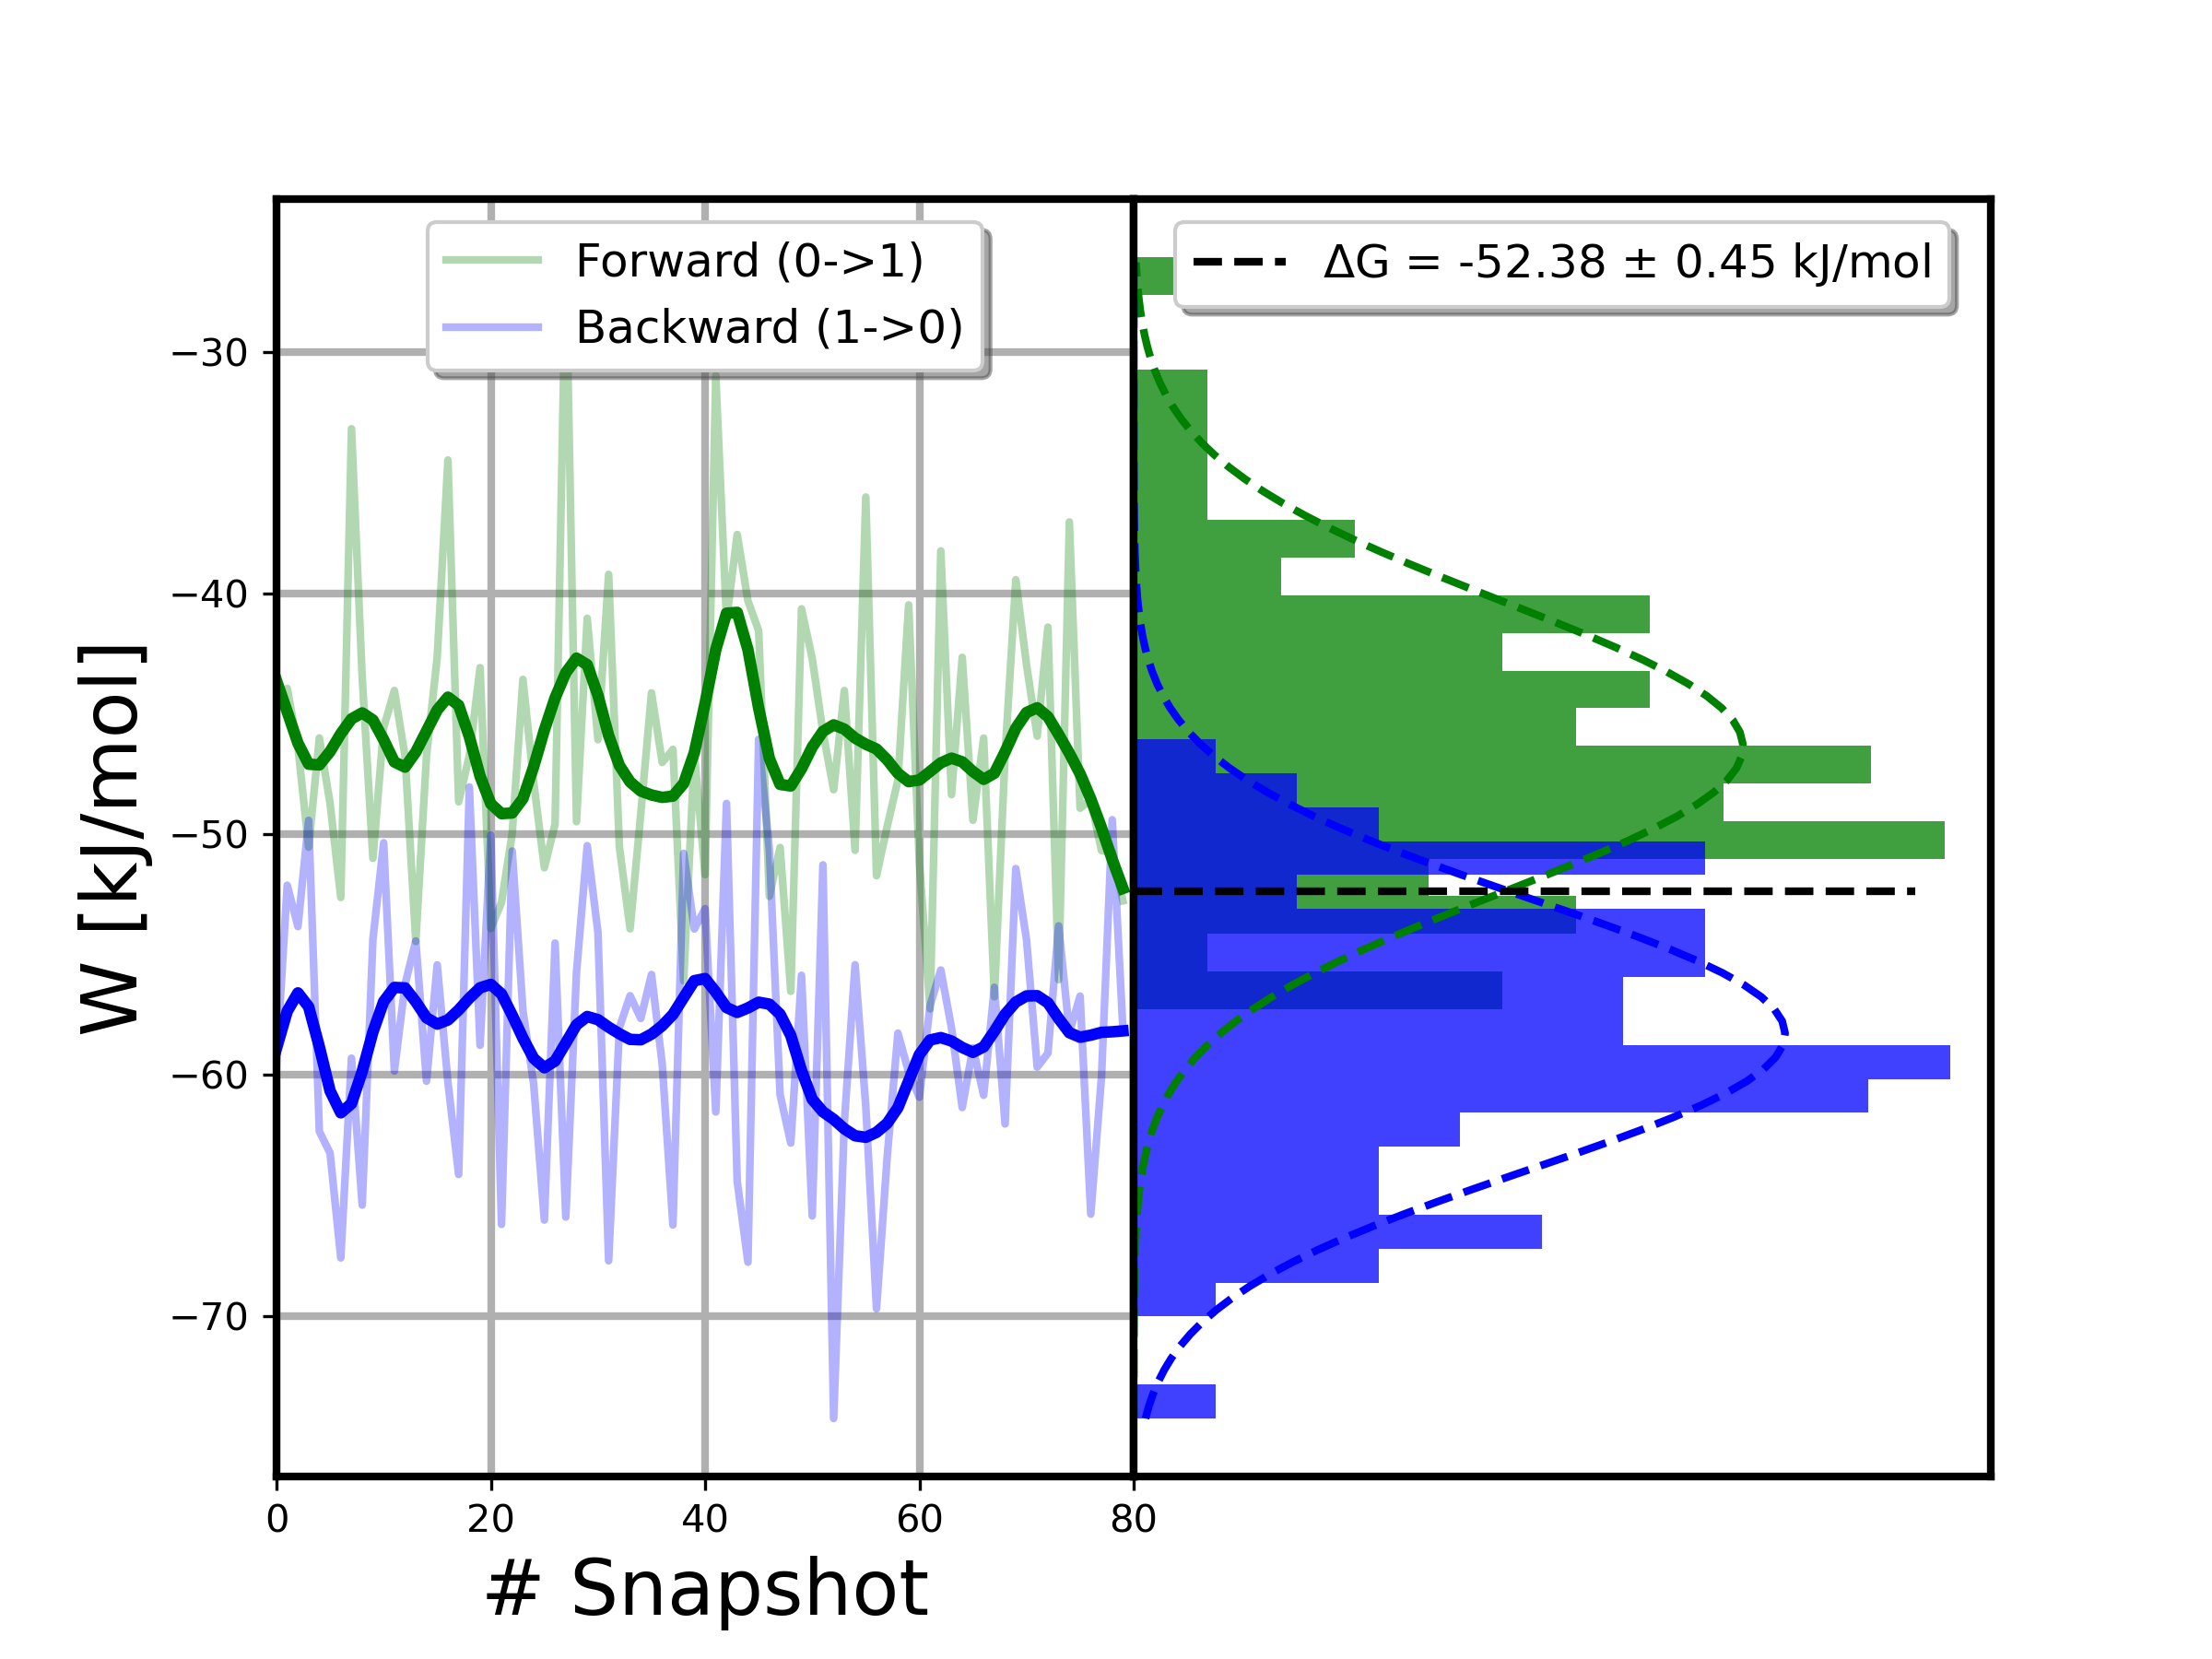 Forward (0->1)
Backward (1->0)
ΔG = -52.38 ± 0.45 kJ/mol
W [kJ/mol]
−30
−40
−50
−60
−70
0 20 40 60 80
# Snapshot